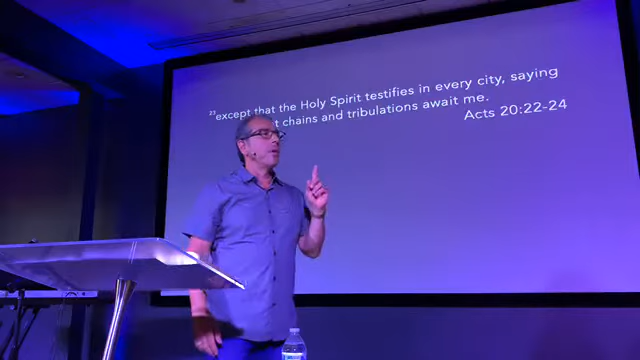 ²³except that the Holy Spirit testifies in every city, saying
chains and tribulations await me.
Acts 20:22-24